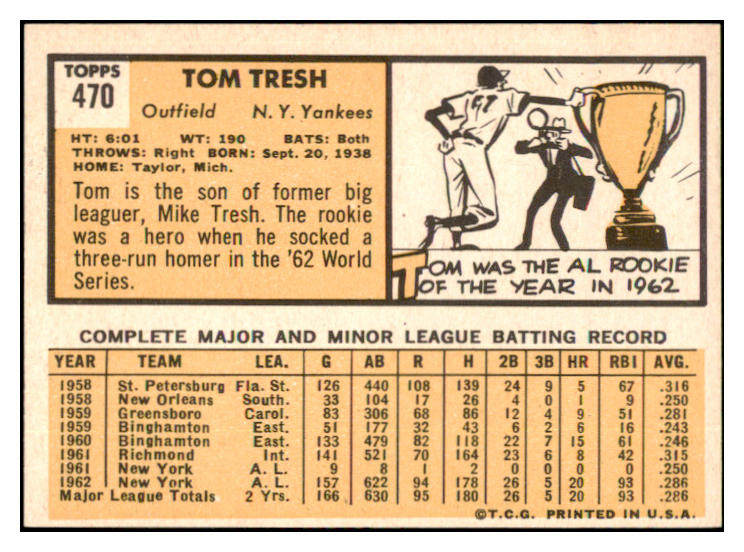 TOPPS
470
TOM TRESH
Outfield N. Y. Yankees
HT: 6:01 WT: 190 BATS: Both
THROWS: Right BORN: Sept. 20, 1938
HOME: Taylor, Mich.
Tom is the son of former big
leaguer, Mike Tresh. The rookie
was a hero when he socked a
three-run homer in the '62 World
Series.
TOM WAS THE AL ROOKIE
OF THE YEAR IN 1962
COMPLETE MAJOR AND MINOR LEAGUE BATTING RECORD
YEAR TEAM LEA. G AB R H 2B 3B HR RBI AVG.
1958 St. Petersburg Fla. St. 126 440 108 139 24 9 5 67 .316
1958 New Orleans South. 33 104 17 26 4 0 1 9 .250
1959 Greensboro Carol. 83 306 68 86 12 4 9 51 .281
1959 Binghamton East. 51 177 32 43 6 2 6 16 .243
1960 Binghamton East. 133 479 82 118 22 7 15 61 .246
1961 Richmond Int. 141 521 70 164 23 6 8 42 .315
1961 New York A. L. 9 8 1 2 0 0 0 0 .250
1962 New York A. L. 157 622 94 178 26 5 20 93 .286
Major League Totals 2 Yrs. 166 630 95 180 26 5 20 93 .286
©T.C.G. PRINTED IN U.S.A.